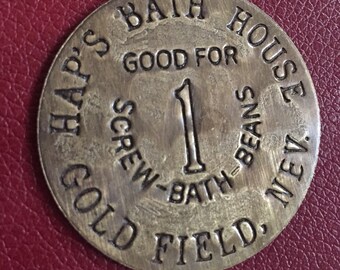 HAP'S BATH HOUSE
GOOD FOR
1
SCREW-BATH-BEANS
GOLD FIELD, NEV.